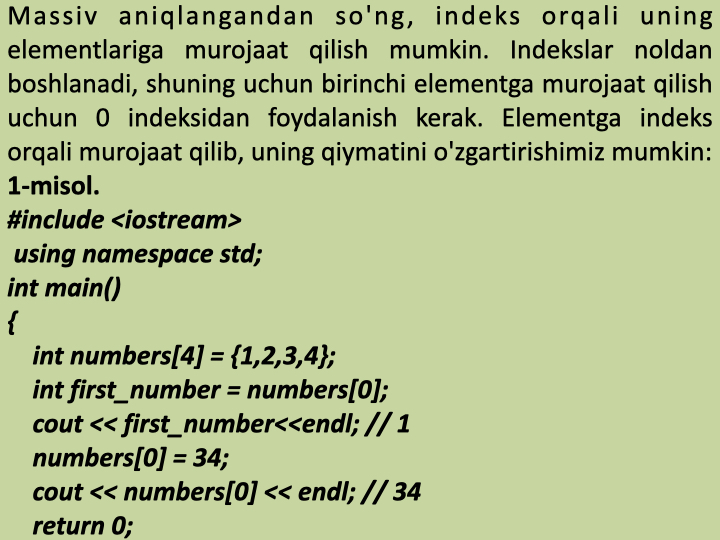 Massiv aniqlangandan so'ng, indeks orqali uning
elementlariga murojaat qilish mumkin. Indekslar noldan
boshlanadi, shuning uchun birinchi elementga murojaat qilish
uchun 0 indeksidan foydalanish kerak. Elementga indeks
orqali murojaat qilib, uning qiymatini o'zgartirishimiz mumkin:
1-misol.
#include <iostream>
using namespace std;
int main()
{
int numbers[4] = {1,2,3,4};
int first_number = numbers[0];
cout << first_number<<endl; // 1
numbers[0] = 34;
cout << numbers[0] << endl; // 34
return 0;